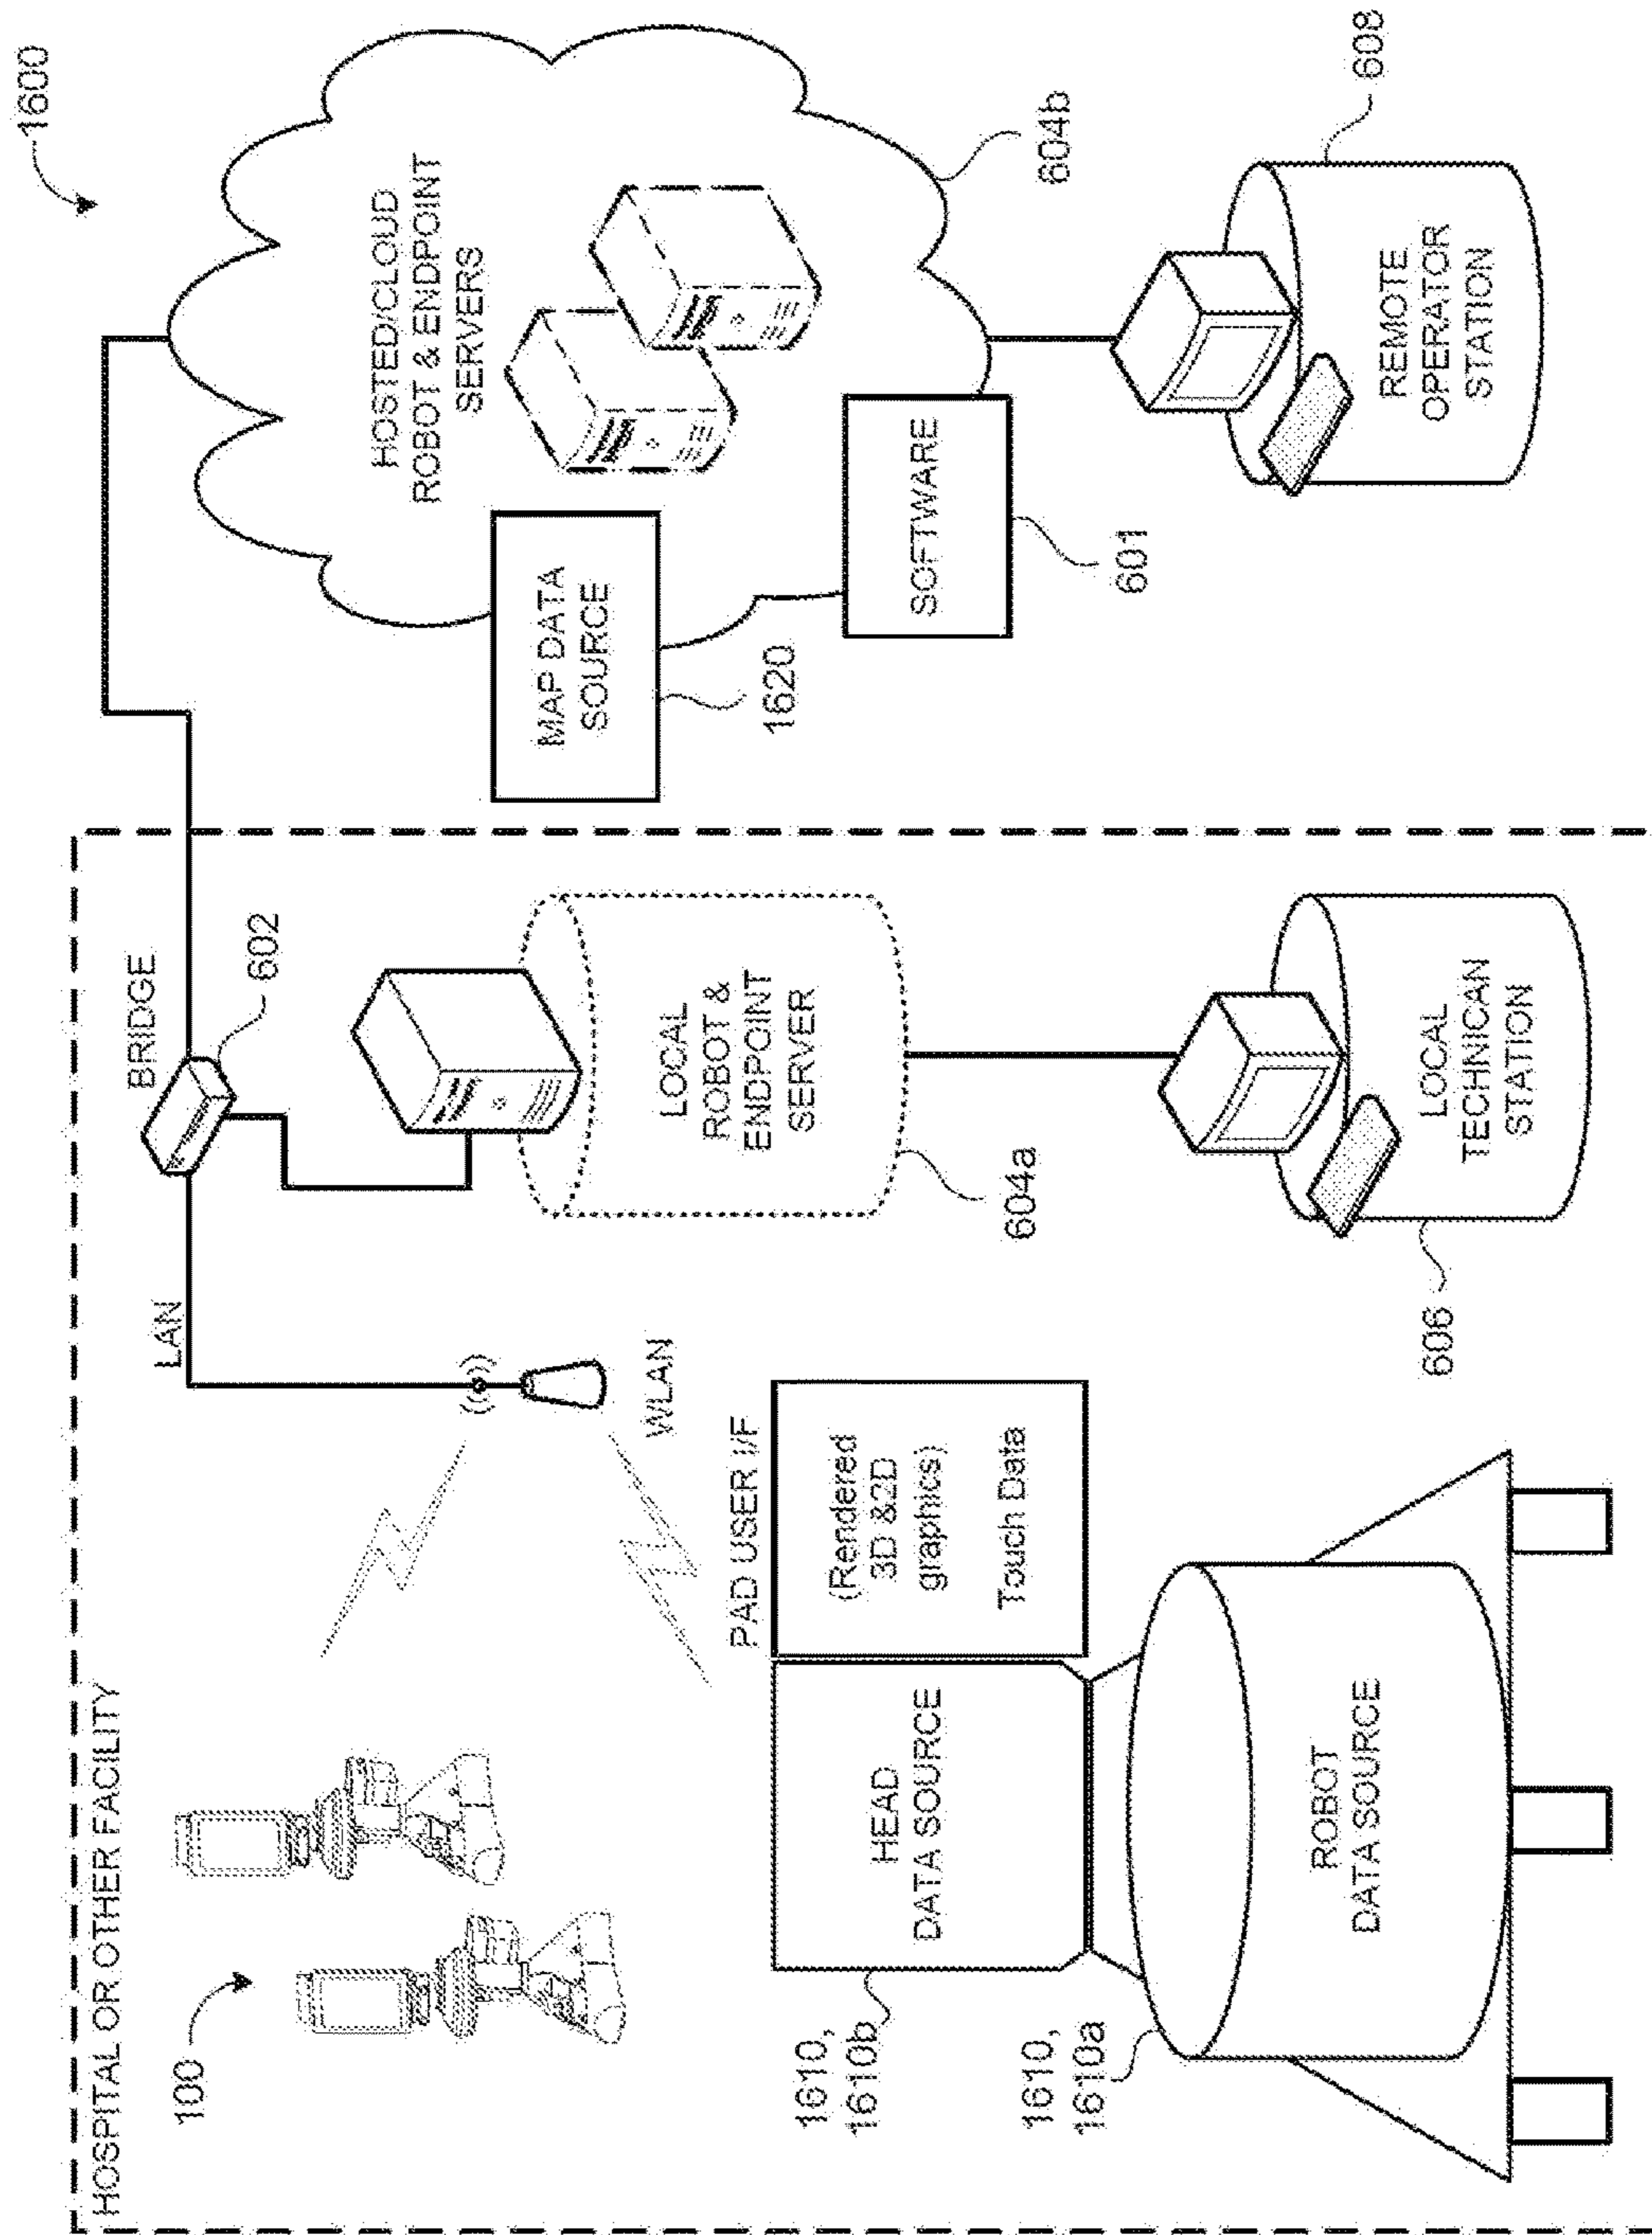 1600
HOSPITAL OR OTHER FACILITY
100
LAN
BRIDGE
602
WLAN
HOSTED/CLOUD
ROBOT & ENDPOINT
SERVERS
604b
MAP DATA
SOURCE
1620
SOFTWARE
601
LOCAL
ROBOT &
ENDPOINT
SERVER
604a
PAD USER I/F
(Rendered
3D &2D
graphics)
Touch Data
HEAD
DATA SOURCE
1610,
1610b
ROBOT
DATA SOURCE
1610,
1610a
LOCAL
TECHNICAN
STATION
606
REMOTE
OPERATOR
STATION
608